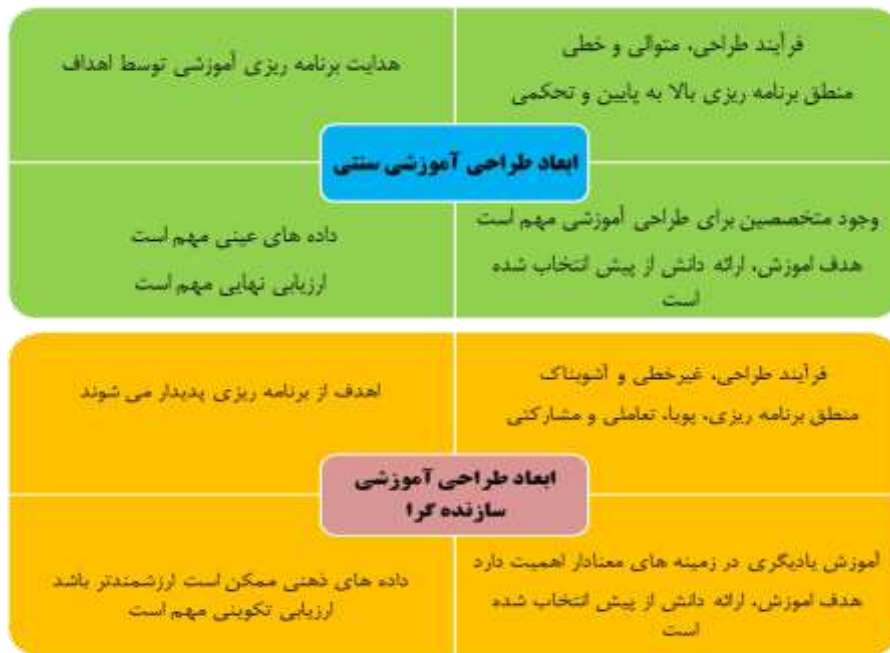 فرآیند طراحی، متوالی و خطی
منطق برنامه ریزی بالا به پایین و تحکمی
هدایت برنامه ریزی آموزشی توسط اهداف
ابعاد طراحی آموزشی سنتی
وجود متخصصین برای طراحی آموزشی مهم است
هدف اموزش، ارائه دانش از پیش انتخاب شده
است
داده های عینی مهم است
ارزیابی نهایی مهم است
فرآیند طراحی، غیرخطی و آشوبناک
منطق برنامه ریزی، پویا، تعاملی و مشارکتی
اهدف از برنامه ریزی پدیدار می شوند
ابعاد طراحی آموزشی
سازنده گرا
آموزش یادیگری در زمینه های معنادار اهمیت دارد
هدف اموزش، ارائه دانش از پیش انتخاب شده
است
داده های ذهنی ممکن است ارزشمندتر باشد
ارزیابی تکوینی مهم است